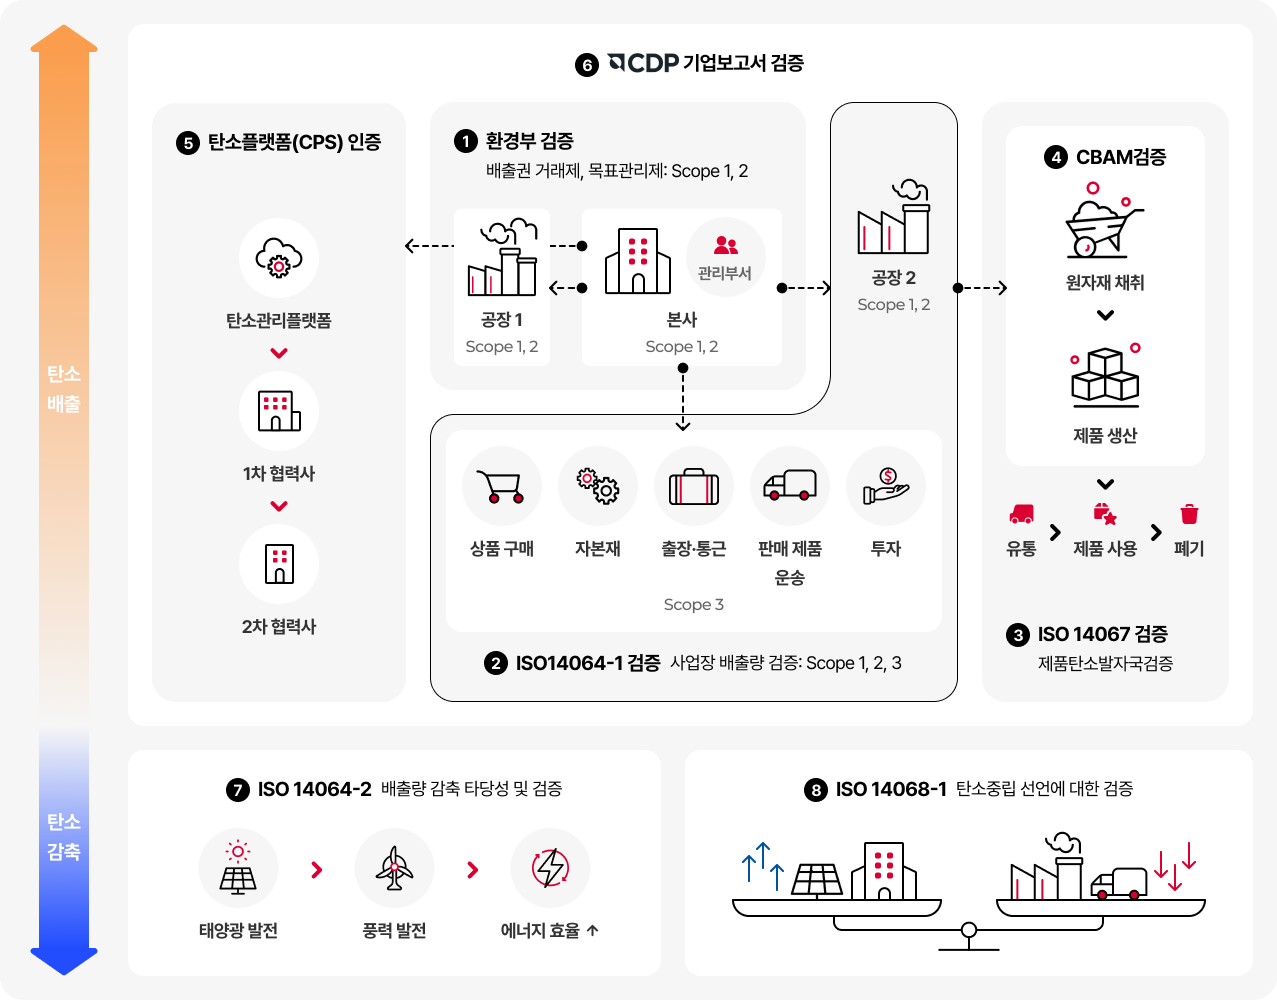 탄소
배출
탄소
감축
6 CDP 기업보고서 검증
5 탄소플랫폼(CPS) 인증
탄소관리플랫폼
1차 협력사
2차 협력사
1 환경부 검증
배출권 거래제, 목표관리제: Scope 1, 2
공장 1
Scope 1, 2
관리부서
본사
Scope 1, 2
공장 2
Scope 1, 2
상품 구매
자본재
출장·통근
판매 제품
운송
투자
Scope 3
2 ISO14064-1 검증 사업장 배출량 검증: Scope 1, 2, 3
4 CBAM검증
원자재 채취
제품 생산
유통
제품 사용
폐기
3 ISO 14067 검증
제품탄소발자국검증
7 ISO 14064-2 배출량 감축 타당성 및 검증
태양광 발전
풍력 발전
에너지 효율 ↑
8 ISO 14068-1 탄소중립 선언에 대한 검증